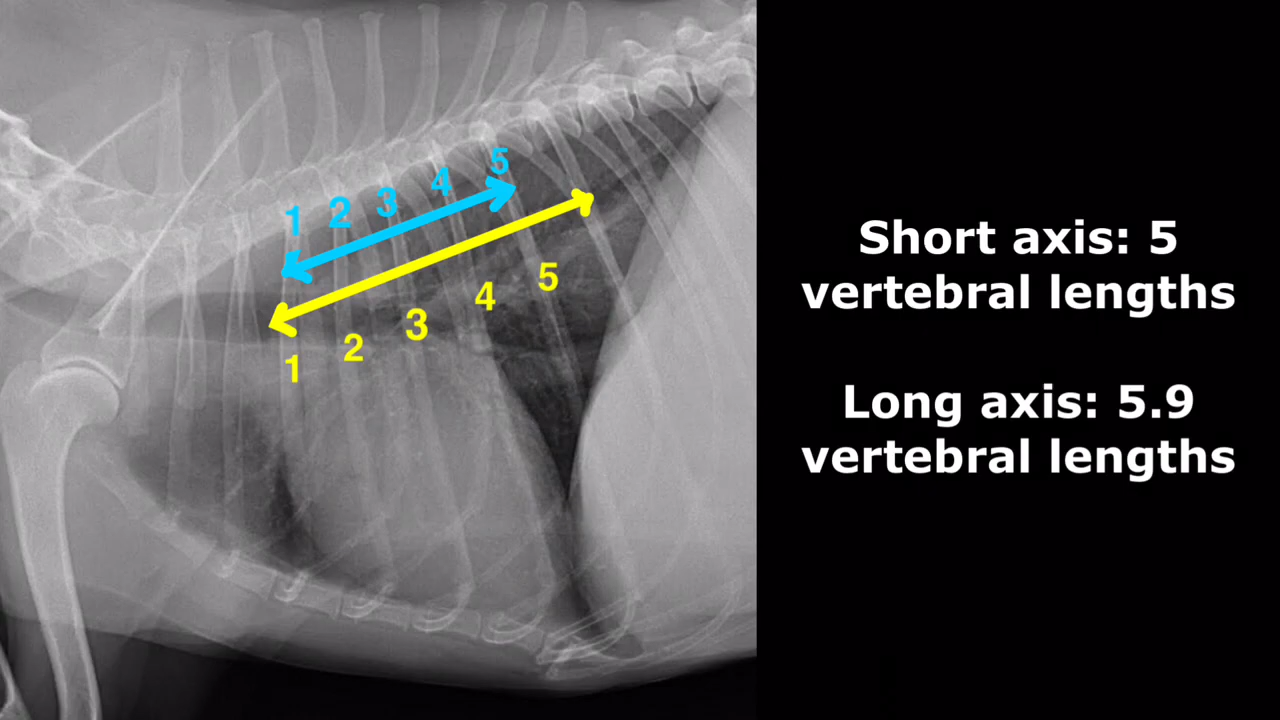 1 2 3 4 5
1 2 3 4 5
Short axis: 5
vertebral lengths
Long axis: 5.9
vertebral lengths